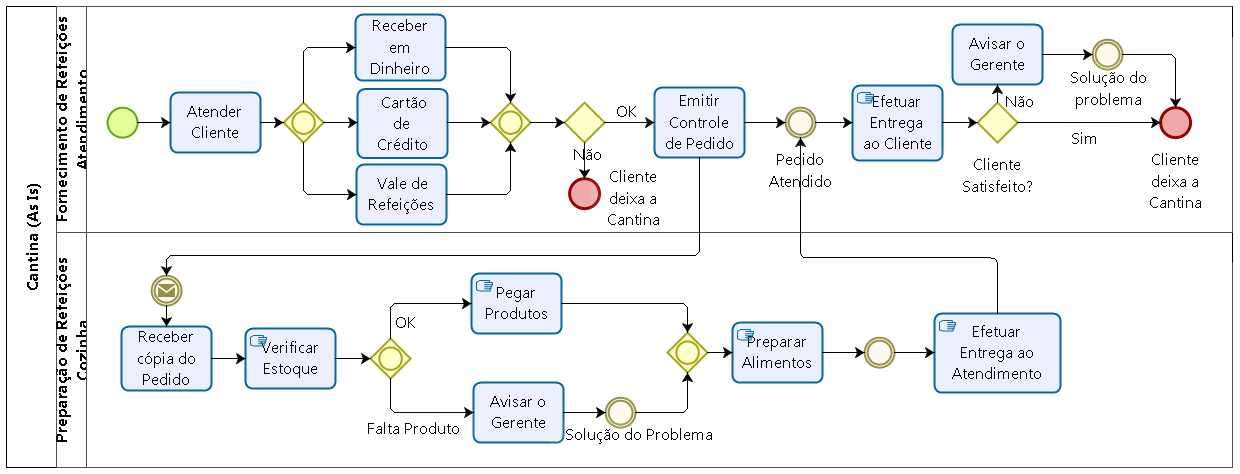 Cantina (As Is)
Fornecimento de Refeições
Atendimento
Atender
Cliente
Receber
em
Dinheiro
Cartão
de
Crédito
Vale de
Refeições
OK
Não
Cliente
deixa a
Cantina
Emitir
Controle
de Pedido
Pedido
Atendido
Efetuar
Entrega
ao Cliente
Cliente
Satisfeito?
Não
Sim
Avisar o
Gerente
Solução do
problema
Cliente
deixa a
Cantina
Preparação de Refeições
Cozinha
Receber
cópia do
Pedido
Verificar
Estoque
OK
Falta Produto
Pegar
Produtos
Avisar o
Gerente
Solução do Problema
Preparar
Alimentos
Efetuar
Entrega ao
Atendimento